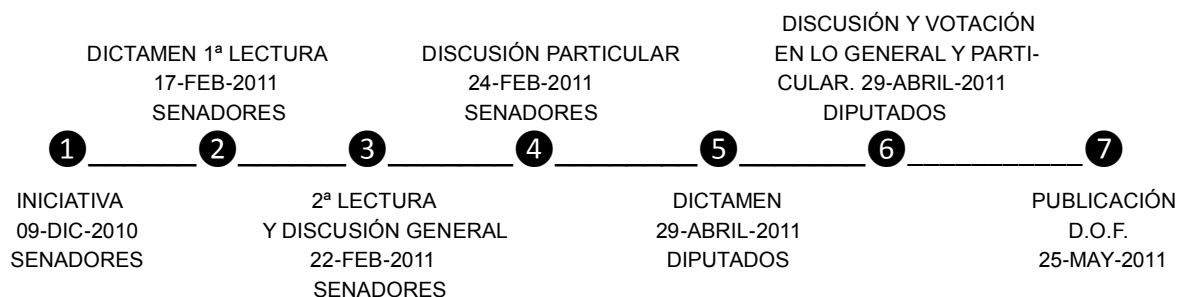 DICTAMEN 1ª LECTURA
17-FEB-2011
SENADORES
DISCUSIÓN PARTICULAR
24-FEB-2011
SENADORES
DISCUSIÓN Y VOTACIÓN
EN LO GENERAL Y PARTI-
CULAR. 29-ABRIL-2011
DIPUTADOS
1 2 3 4 5 6 7
INICIATIVA
09-DIC-2010
SENADORES
2ª LECTURA
Y DISCUSIÓN GENERAL
22-FEB-2011
SENADORES
DICTAMEN
29-ABRIL-2011
DIPUTADOS
PUBLICACIÓN
D.O.F.
25-MAY-2011